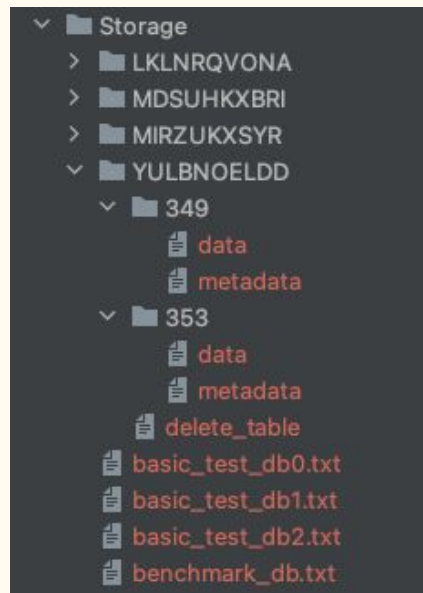 Storage
LKLNRQVONA
MDSUHKXBRI
MIRZUKXSYR
YULBNOELDD
349
data
metadata
353
data
metadata
delete_table
basic_test_db0.txt
basic_test_db1.txt
basic_test_db2.txt
benchmark_db.txt